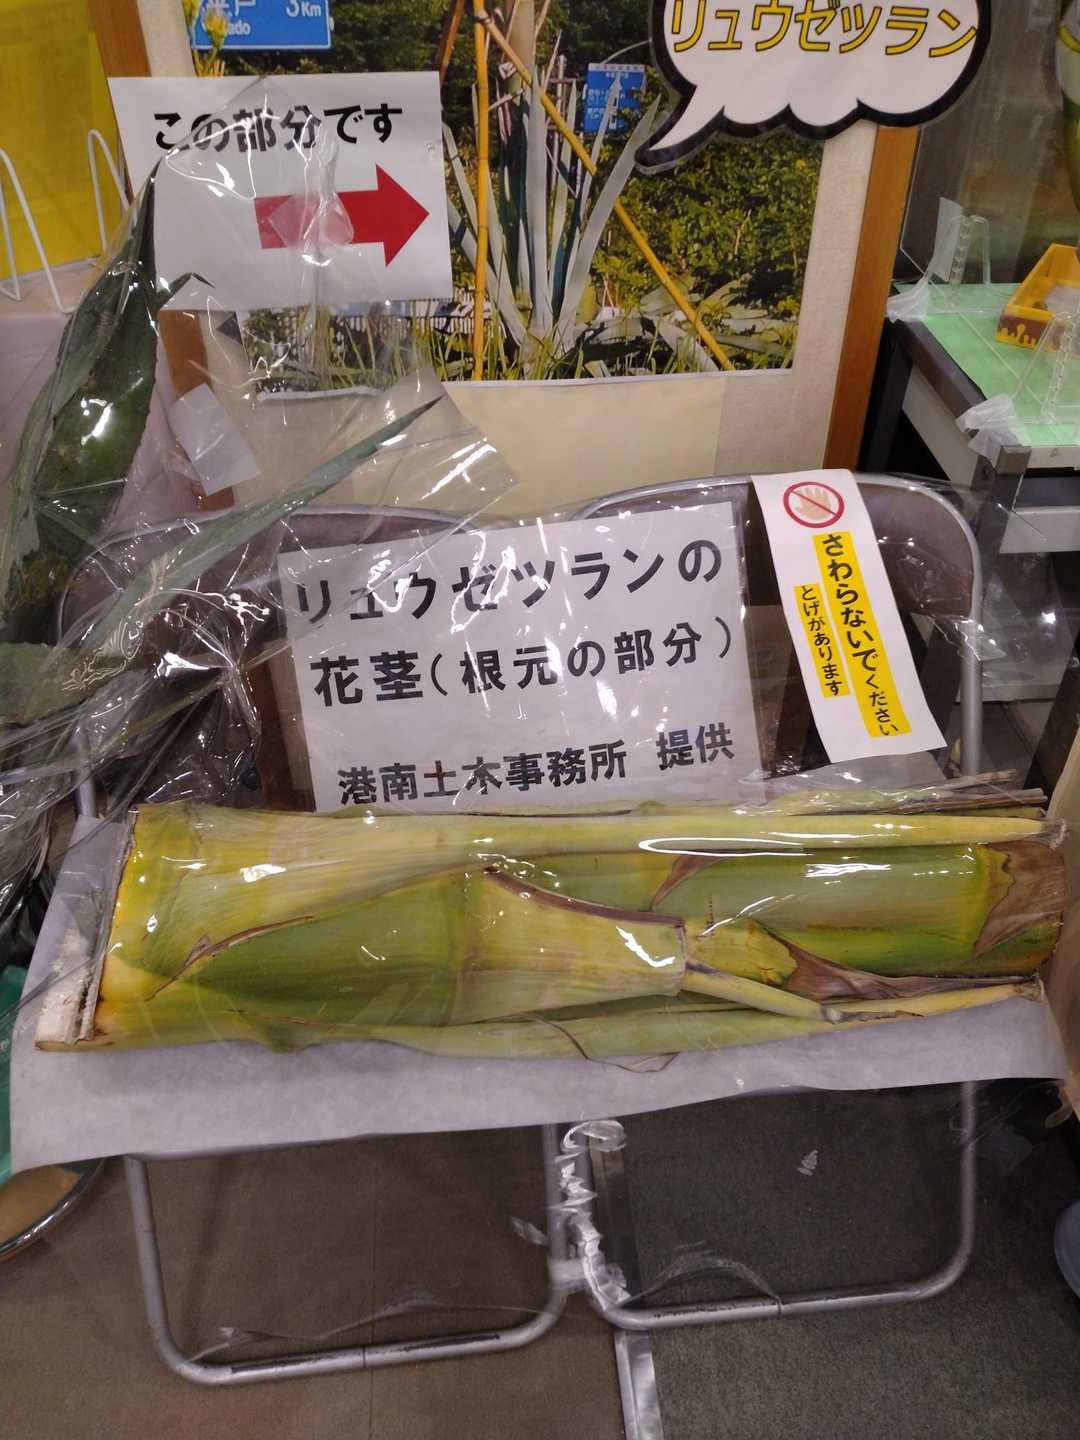 3Km
リュウゼツラン
この部分です
リュウゼツランの
花茎(根元の部分)
港南土木事務所 提供
さわらないでください
とげがあります